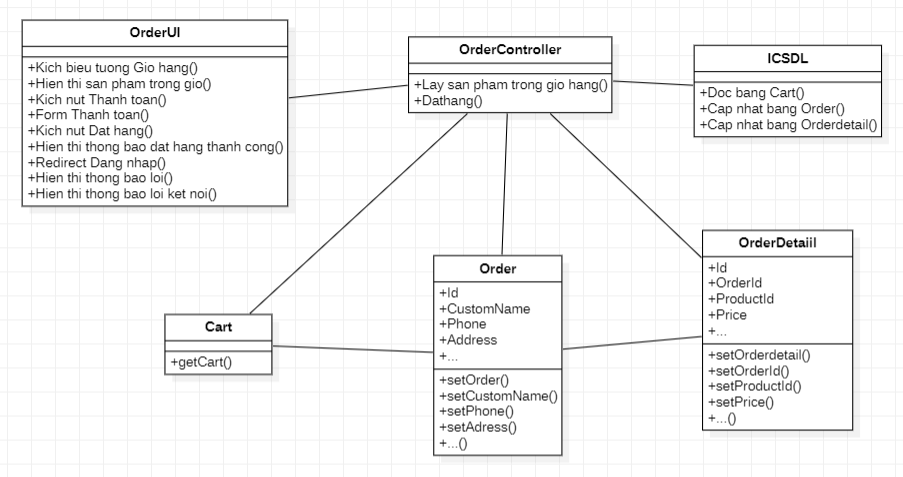 OrderUI
+Kich bieu tuong Gio hang()
+Hien thi san pham trong gio()
+Kich nut Thanh toan()
+Form Thanh toan()
+Kich nut Dat hang()
+Hien thi thong bao dat hang thanh cong()
+Redirect Dang nhap()
+Hien thi thong bao loi()
+Hien thi thong bao loi ket noi()
OrderController
+Lay san pham trong gio hang()
+Dathang()
ICSDL
+Doc bang Cart()
+Cap nhat bang Order()
+Cap nhat bang Orderdetail()
Cart
+getCart()
Order
+Id
+CustomName
+Phone
+Address
+...
+setOrder()
+setCustomName()
+setPhone()
+setAdress()
+...()
OrderDetaiil
+Id
+OrderId
+ProductId
+Price
+...
+setOrderdetail()
+setOrderId()
+setProductId()
+setPrice()
+...()